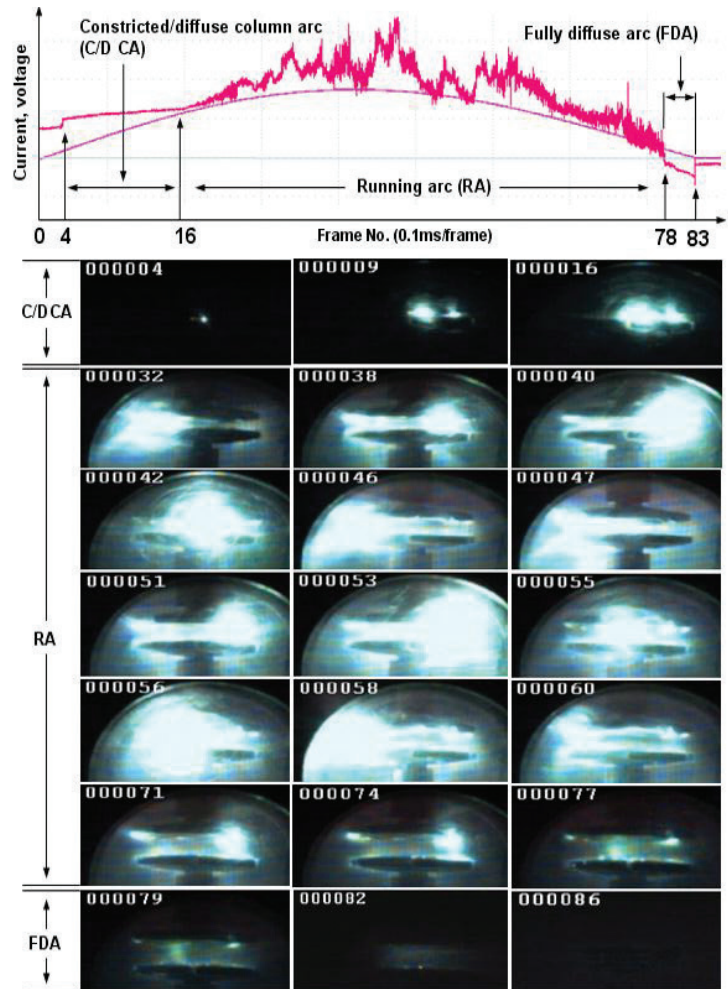 Constricted/diffuse column arc
(C/D CA)
Fully diffuse arc (FDA)
Current, voltage
Running arc (RA)
0 4 16 Frame No. (0.1ms/frame) 78 83
C/D CA
000004 000009 000016
RA
000032 000038 000040
000042 000046 000047
000051 000053 000055
000056 000058 000060
000071 000074 000077
FDA
000079 000082 000086